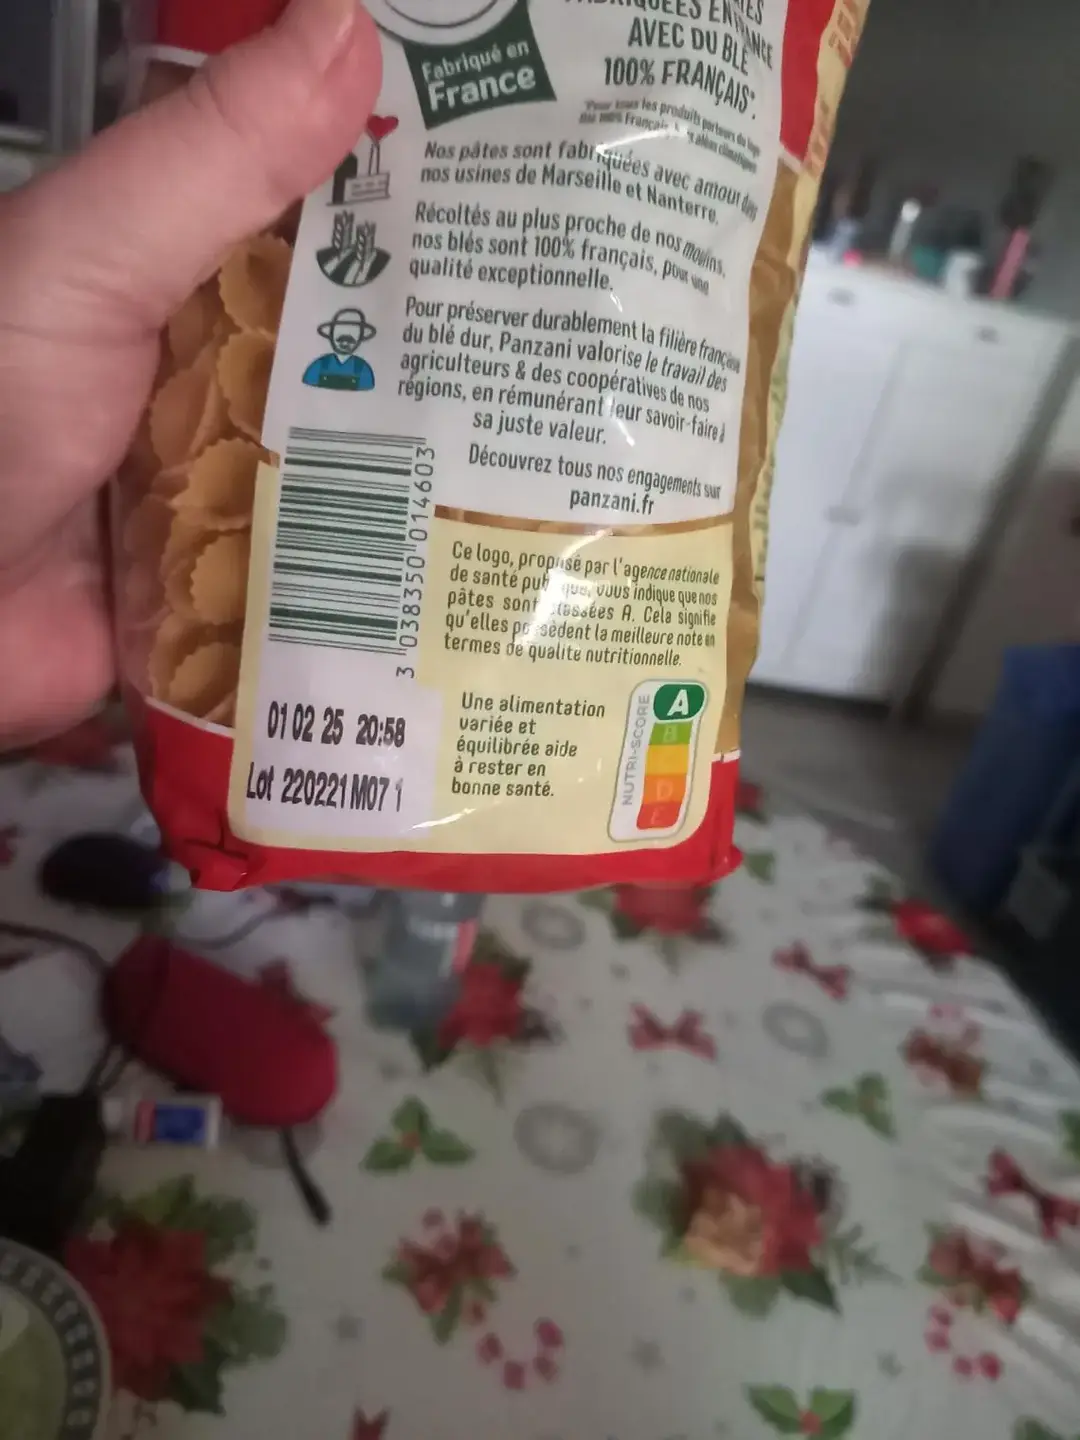 Fabriqué en
France
AVEC DU BLÉ
100% FRANÇAIS*
les produits porteurs du logo
Nos pâtes sont fabriquées avec amour dans
nos usines de Marseille et Nanterre.
Récoltés au plus proche de nos moulins,
nos blés sont 100% français, pour une
qualité exceptionnelle.
Pour préserver durablement la filière française
du blé dur, Panzani valorise le travail des
agriculteurs & des coopératives de nos
régions, en rémunérant leur savoir-faire à
sa juste valeur.
Découvrez tous nos engagements sur
panzani.fr
3 038350 014603
Ce logo, proposé par l'agence nationale
de santé publique, vous indique que nos
pâtes sont classées A. Cela signifie
qu'elles possèdent la meilleure note en
termes de qualité nutritionnelle.
Une alimentation
variée et
équilibrée aide
à rester en
bonne santé.
NUTRI-SCORE
A
B
D
E
01 02 25 20:58
Lot 220221 M07 1